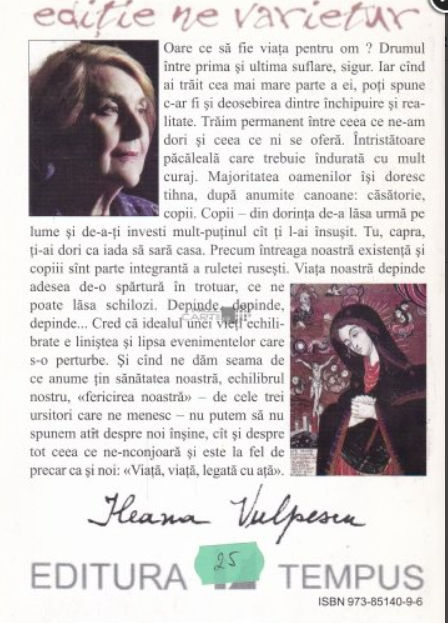 ediție ne varietur
Oare ce să fie viața pentru om ? Drumul
între prima și ultima suflare, sigur. Iar cînd
ai trăit cea mai mare parte a ei, poți spune
c-ar fi și deosebirea dintre închipuire și rea-
litate. Trăim permanent între ceea ce ne-am
dori și ceea ce ni se oferă. Întristătoare
păcăleală care trebuie îndurată cu mult
curaj. Majoritatea oamenilor își doresc
tihna, după anumite canoane: căsătorie,
copii. Copii – din dorința de-a lăsa urmă pe
lume și de-a-ți investi mult-puținul cît ți l-ai însușit. Tu, capra,
ți-ai dori ca iada să sară casa. Precum întreaga noastră existență și
copiii sînt parte integrantă a ruletei rusești. Viața noastră depinde
adesea de-o spărtură în trotuar, ce ne
poate lăsa schilozi. Depinde, depinde,
depinde... Cred că idealul unei vieți echili-
brate e liniștea și lipsa evenimentelor care
s-o perturbe. Și cînd ne dăm seama de
ce anume țin sănătatea noastră, echilibrul
nostru, «fericirea noastră» – de cele trei
ursitori care ne menesc – nu putem să nu
spunem atît despre noi înșine, cît și despre
tot ceea ce ne-nconjoară și este la fel de
precar ca și noi: «Viață, viață, legată cu ață».
Ileana Vulpescu
25
EDITURA TEMPUS
ISBN 973-85140-9-6